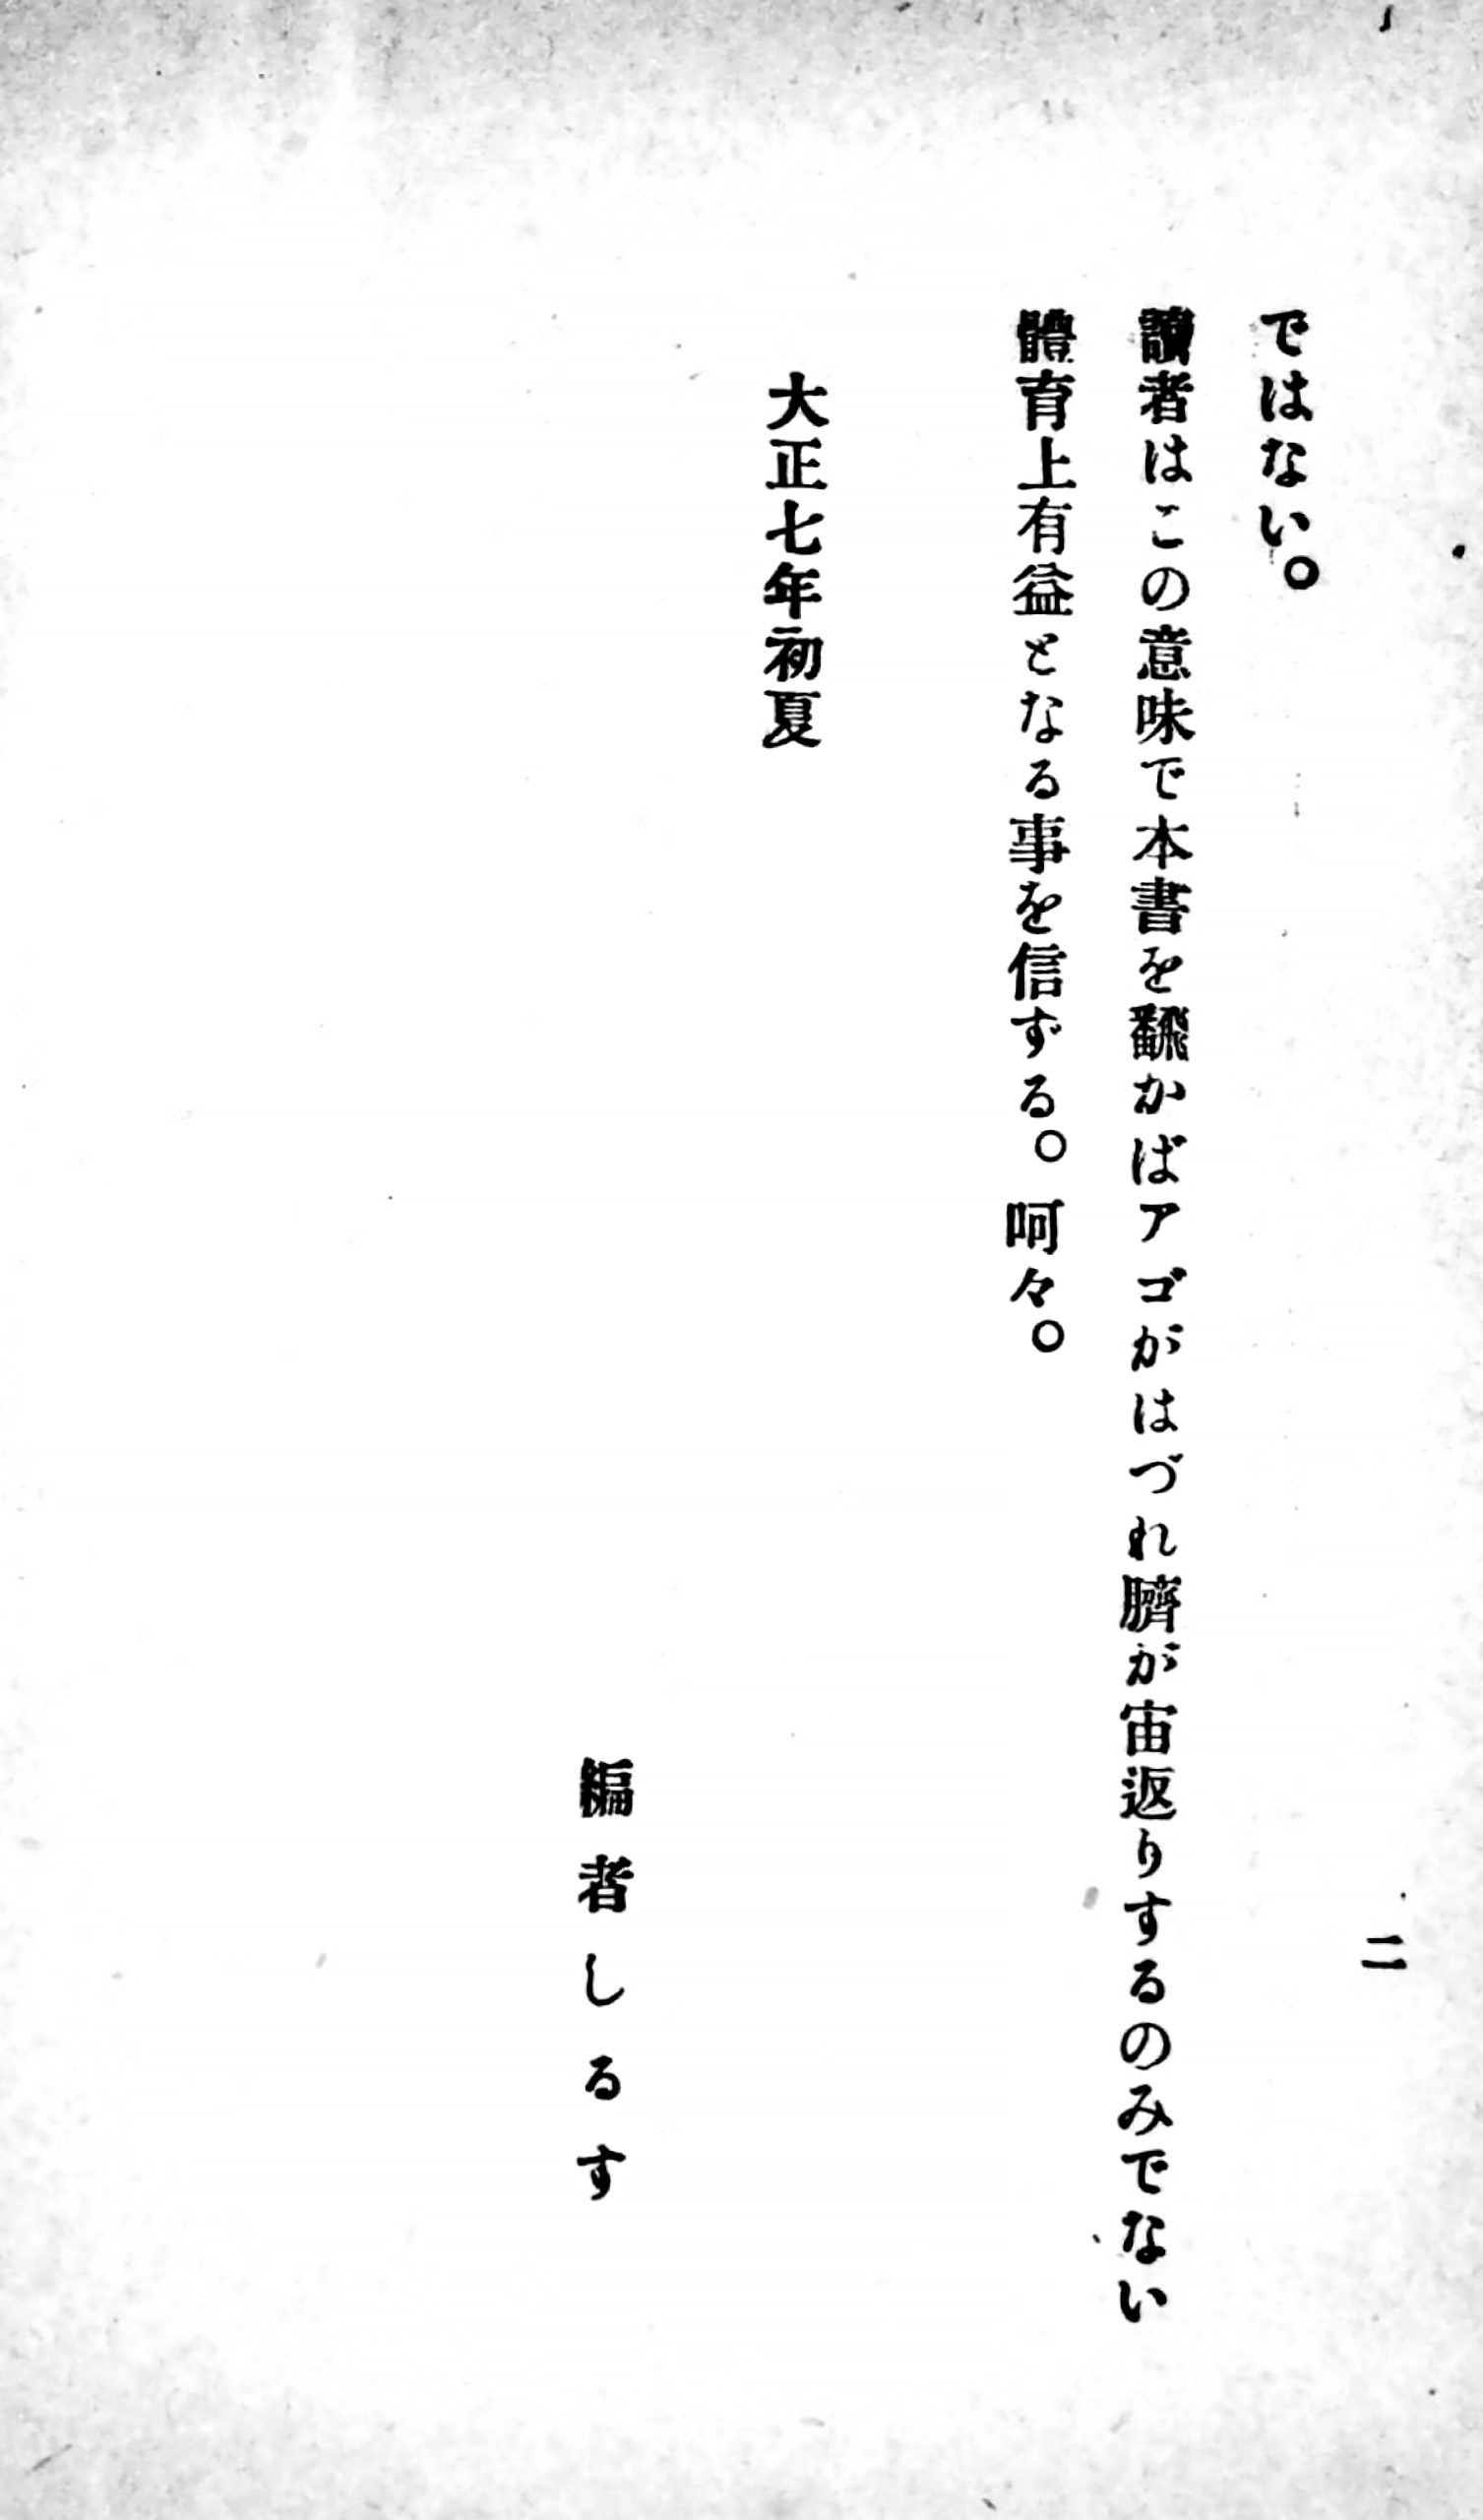 二
ではない。
讀者はこの意味で本書を飜かばアゴがはづれ臍が宙返りするのみでない
體育上有益となる事を信ずる。呵々。
大正七年初夏
編者しるす